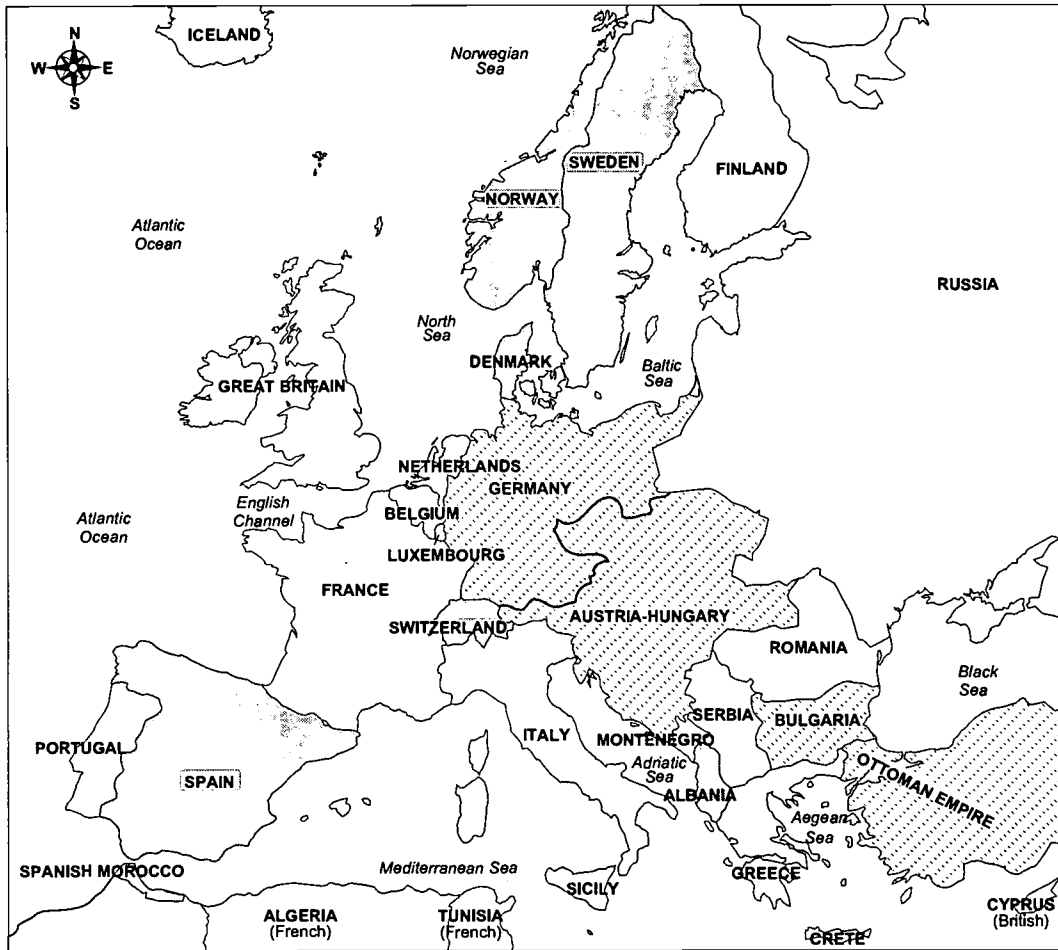 ICELAND
N
W E
S
Norwegian
Sea
SWEDEN
FINLAND
NORWAY
Atlantic
Ocean
RUSSIA
North
Sea
DENMARK
Baltic
Sea
GREAT BRITAIN
NETHERLANDS
GERMANY
English
Channel
BELGIUM
Atlantic
Ocean
LUXEMBOURG
FRANCE
AUSTRIA-HUNGARY
SWITZERLAND
ROMANIA
Black
Sea
SERBIA
BULGARIA
ITALY
MONTENEGRO
PORTUGAL
Adriatic
Sea
OTTOMAN EMPIRE
SPAIN
ALBANIA
Aegean
Sea
SPANISH MOROCCO
Mediterranean Sea
GREECE
SICILY
CYPRUS
(British)
ALGERIA
(French)
TUNISIA
(French)
CRETE